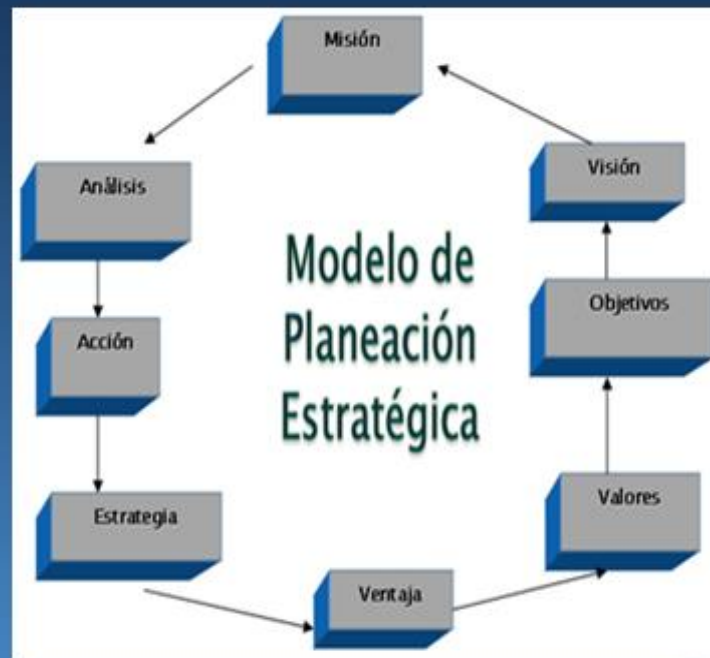 Misión
Análisis
Visión
Modelo de
Planeación
Estratégica
Objetivos
Acción
Valores
Estrategia
Ventaja